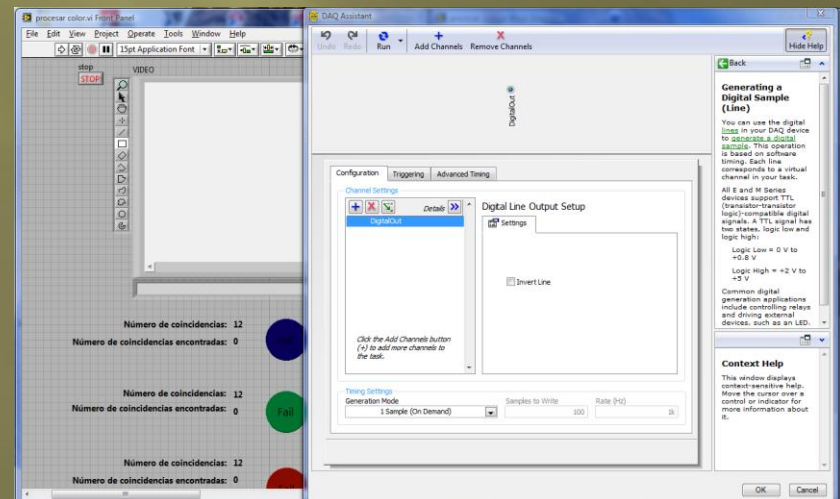 procesar color.vi Front Panel
File Edit View Project Operate Tools Window Help
15pt Application Font
stop
STOP
VIDEO
Número de coincidencias: 12
Número de coincidencias encontradas: 0
Número de coincidencias: 12
Número de coincidencias encontradas: 0
Fail
Número de coincidencias: 12
Número de coincidencias encontradas: 0
DAQ Assistant
Undo Redo Run Add Channels Remove Channels Hide Help
DigitalOut
Configuration Triggering Advanced Timing
Channel Settings
Details
DigitalOut
Click the Add Channels button
(+) to add more channels to
the task.
Digital Line Output Setup
Settings
Invert Line
Timing Settings
Generation Mode Samples to Write Rate (Hz)
1 Sample (On Demand) 100 1k
Back
Generating a
Digital Sample
(Line)
You can use the digital
lines in your DAQ device
to generate a digital
sample. This operation
is based on software
timing. Each line
corresponds to a virtual
channel in your task.
All E and M Series
devices support TTL
(transistor-transistor
logic)-compatible digital
signals. A TTL signal has
two states, logic low and
logic high:
Logic Low = 0 V to
+0.8 V
Logic High = +2 V to
+5 V
Common digital
generation applications
include controlling relays
and driving external
devices, such as an LED.
Context Help
This window displays
context-sensitive help.
Move the cursor over a
control or indicator for
more information about
it.
OK Cancel